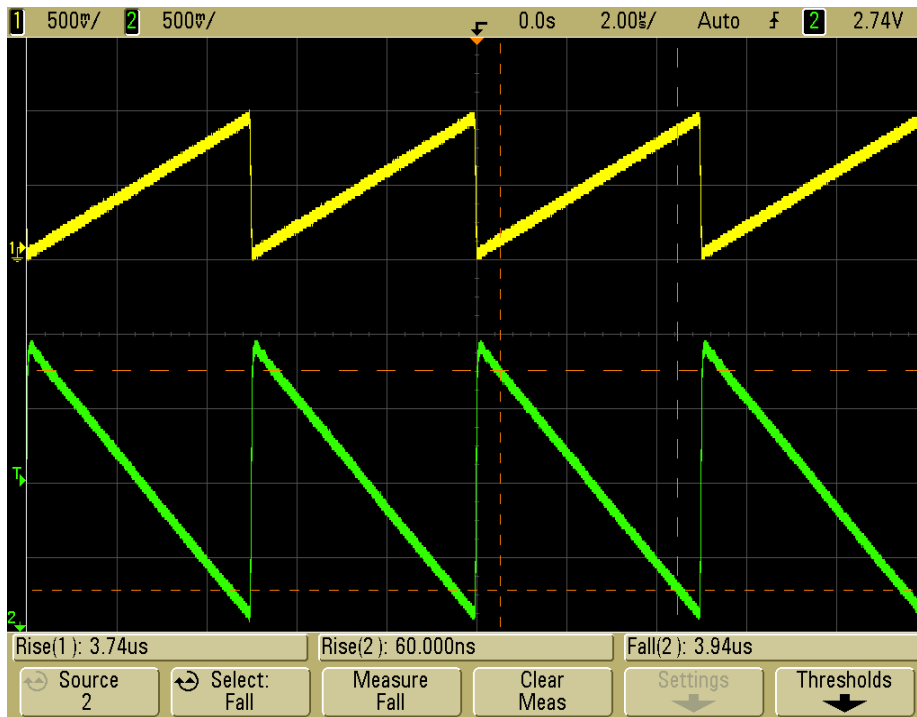 1 500mV/ 2 500mV/ 0.0s 2.00us/ Auto 2 2.74V
1
T
2
Rise(1): 3.74us Rise(2): 60.000ns Fall(2): 3.94us
Source Select: Measure Clear Settings Thresholds
2 Fall Fall Meas